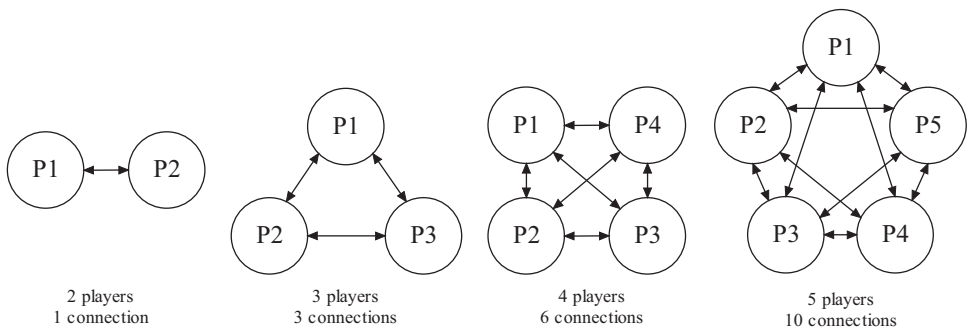 P1
P2
2 players
1 connection
P1
P2
P3
3 players
3 connections
P1
P4
P2
P3
4 players
6 connections
P1
P2
P5
P3
P4
5 players
10 connections